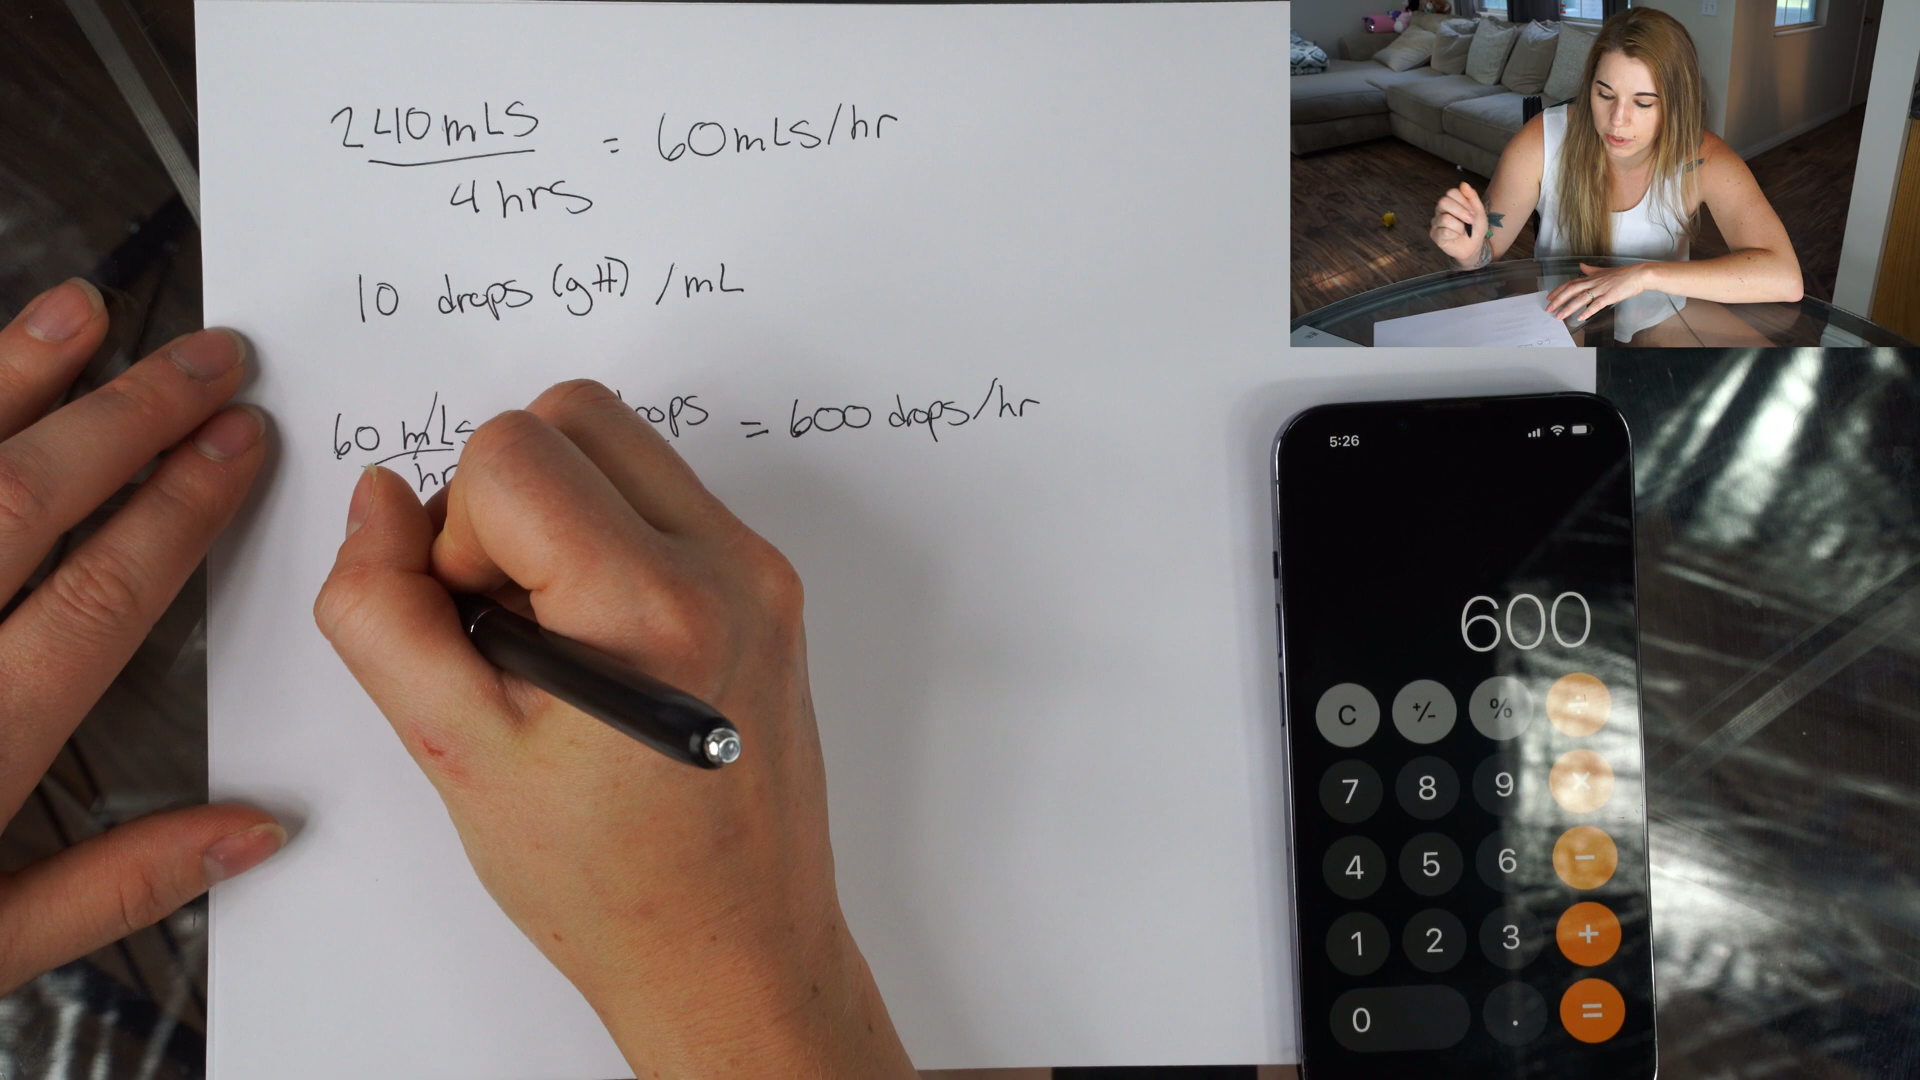 240 mLs = 60 mLs/hr
4 hrs
10 drops (gtt) /mL
60 mLs = 600 drops/hr
hr
5:26
600
C +/- % ÷
7 8 9 ×
4 5 6 −
1 2 3 +
0 . =